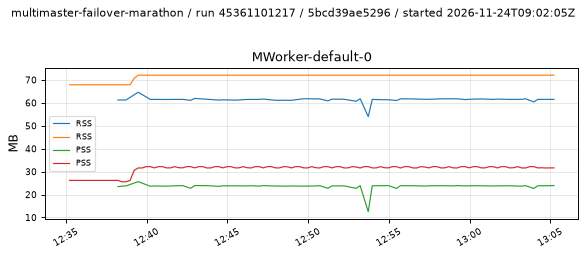 multimaster-failover-marathon / run 45361101217 / 5bcd39ae5296 / started 2026-11-24T09:02:05Z
MWorker-default-0
MB
70
60
50
40
30
20
10
RSS
RSS
PSS
PSS
12:35
12:40
12:45
12:50
12:55
13:00
13:05